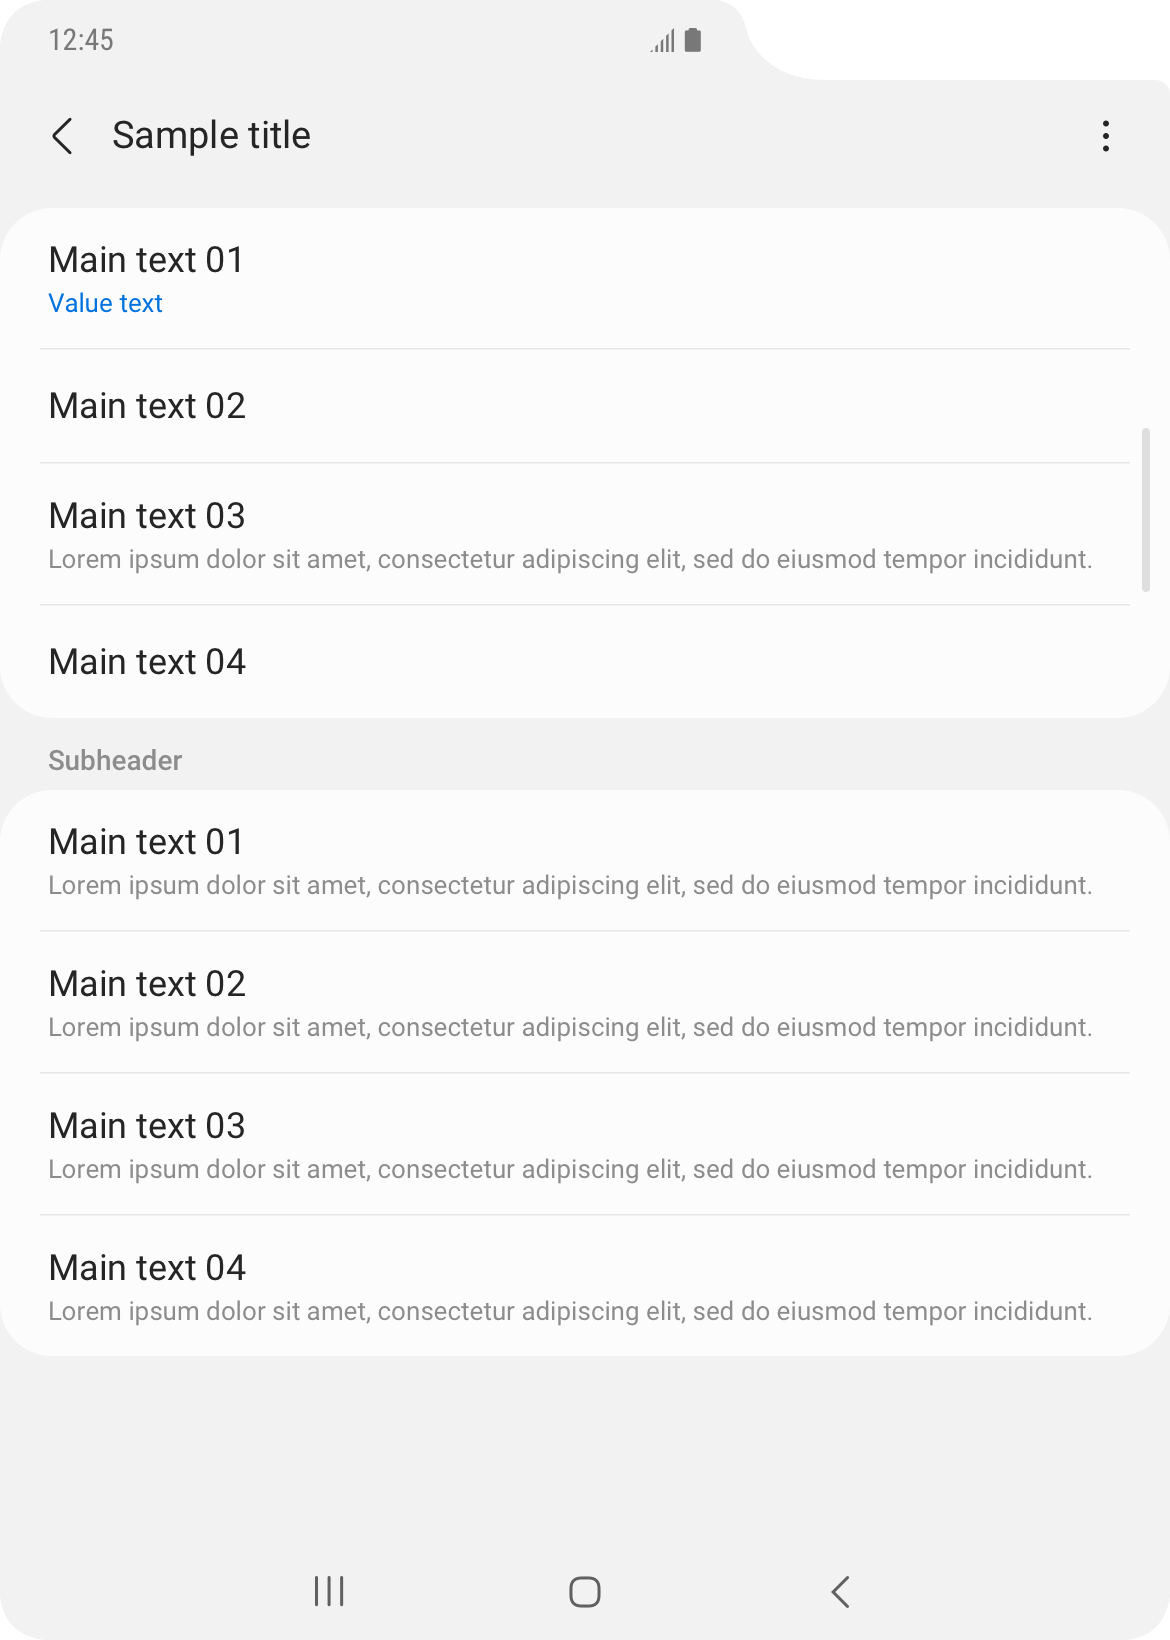 12:45
Sample title
Main text 01
Value text
Main text 02
Main text 03
Lorem ipsum dolor sit amet, consectetur adipiscing elit, sed do eiusmod tempor incididunt.
Main text 04
Subheader
Main text 01
Lorem ipsum dolor sit amet, consectetur adipiscing elit, sed do eiusmod tempor incididunt.
Main text 02
Lorem ipsum dolor sit amet, consectetur adipiscing elit, sed do eiusmod tempor incididunt.
Main text 03
Lorem ipsum dolor sit amet, consectetur adipiscing elit, sed do eiusmod tempor incididunt.
Main text 04
Lorem ipsum dolor sit amet, consectetur adipiscing elit, sed do eiusmod tempor incididunt.